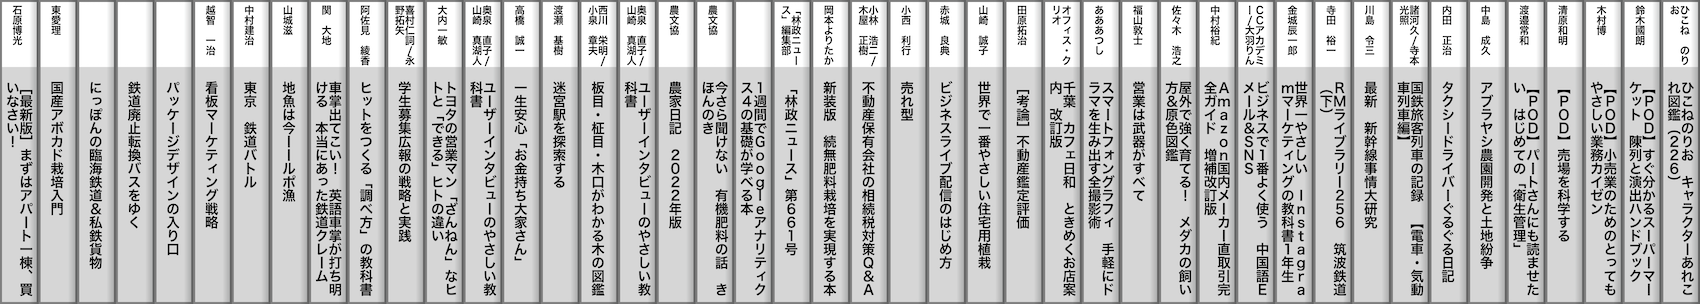 ひこね のり
お
ひこねのりお キャラクターあれこ
れ図鑑（２２６）
鈴木國朗
【ＰＯＤ】すぐ分かるスーパーマー
ケット 陳列と演出ハンドブック
木村博
【ＰＯＤ】小売業のためのとっても
やさしい業務カイゼン
清原和明
【ＰＯＤ】売場を科学する
渡邊常和
【ＰＯＤ】パートさんにも読ませた
い はじめての「衛生管理」
中島 成久
アブラヤシ農園開発と土地紛争
内田 正治
タクシードライバーぐるぐる日記
諸河久／寺本
光照
国鉄旅客列車の記録 【電車・気動
車列車編】
川島 令三
最新 新幹線事情大研究
寺田 裕一
ＲＭライブラリー２５６ 筑波鉄道
（下）
金城辰一郎
世界一やさしい Ｉｎｓｔａｇｒａ
ｍマーケティングの教科書１年生
ＣＣアカデミ
ー／大羽りん
ビジネスで１番よく使う 中国語Ｅ
メール＆ＳＮＳ
中村裕紀
Ａｍａｚｏｎ国内メーカー直取引完
全ガイド 増補改訂版
佐々木 浩之
屋外で強く育てる！ メダカの飼い
方＆原色図鑑
福山敦士
営業は武器がすべて
あああつし
スマートフォングラフィ 手軽にド
ラマを生み出す全撮影術
オフィス・ク
リオ
千葉 カフェ日和 ときめくお店案
内 改訂版
田原拓治
［考論］不動産鑑定評価
山崎 誠子
世界で一番やさしい住宅用植栽
赤城 良典
ビジネスライブ配信のはじめ方
小西 利行
売れ型
小林 浩二／
木屋 正樹
不動産保有会社の相続税対策Ｑ＆Ａ
岡本よりたか
新装版 続無肥料栽培を実現する本
「林政ニュー
ス」編集部
「林政ニュース」第６６１号
１週間でＧｏｏｇｌｅアナリティク
ス４の基礎が学べる本
農文協
今さら聞けない 有機肥料の話 き
ほんのき
農文協
農家日記 ２０２２年版
奥泉 直子／
山崎 真湖人
ユーザーインタビューのやさしい教
科書
西川 栄明／
小泉 章夫
板目・柾目・木口がわかる木の図鑑
渡瀬 基樹
迷宮駅を探索する
高橋 誠一
一生安心「お金持ち大家さん」
奥泉 直子／
山崎 真湖人
ユーザーインタビューのやさしい教
科書
大内一敏
トヨタの営業マン「ざんねん」なヒ
トと「できる」ヒトの違い
喜村仁詞／永
野拓矢
学生募集広報の戦略と実践
阿佐見 綾香
ヒットをつくる「調べ方」の教科書
関 大地
車掌出てこい！ 英語車掌が打ち明
ける 本当にあった鉄道クレーム
山城滋
地魚は今ーールポ漁
中村建治
東京 鉄道バトル
越智 一治
看板マーケティング戦略
パッケージデザインの入り口
鉄道廃止転換バスをゆく
にっぽんの臨海鉄道＆私鉄貨物
東愛理
国産アボカド栽培入門
石原博光
［最新版］まずはアパート一棟、買
いなさい！